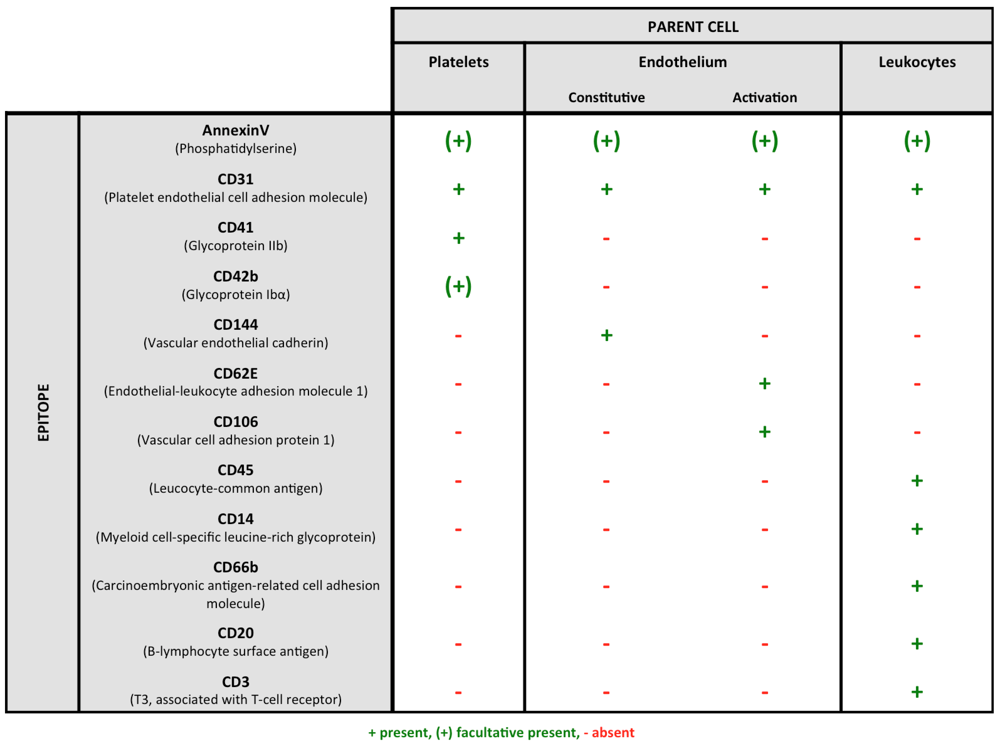 PARENT CELL
Platelets Endothelium Leukocytes
Constitutive Activation
EPITOPE
AnnexinV
(Phosphatidylserine)
(+) (+) (+) (+)
CD31
(Platelet endothelial cell adhesion molecule)
+ + + +
CD41
(Glycoprotein IIb)
+ - - -
CD42b
(Glycoprotein Ibα)
(+) - - -
CD144
(Vascular endothelial cadherin)
- + - -
CD62E
(Endothelial-leukocyte adhesion molecule 1)
- - + -
CD106
(Vascular cell adhesion protein 1)
- - + -
CD45
(Leucocyte-common antigen)
- - - +
CD14
(Myeloid cell-specific leucine-rich glycoprotein)
- - - +
CD66b
(Carcinoembryonic antigen-related cell adhesion
molecule)
- - - +
CD20
(B-lymphocyte surface antigen)
- - - +
CD3
(T3, associated with T-cell receptor)
- - - +
+ present, (+) facultative present, - absent